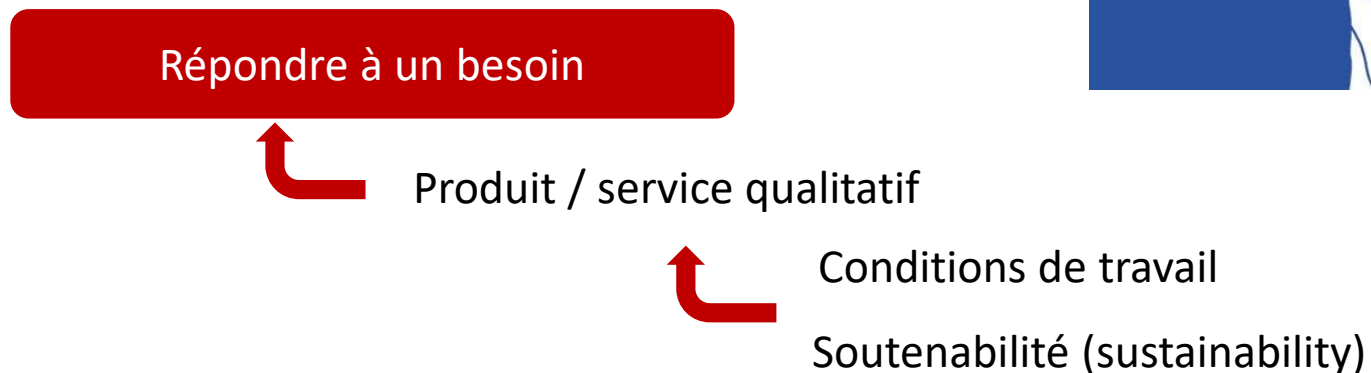 Répondre à un besoin
Produit / service qualitatif
Conditions de travail
Soutenabilité (sustainability)